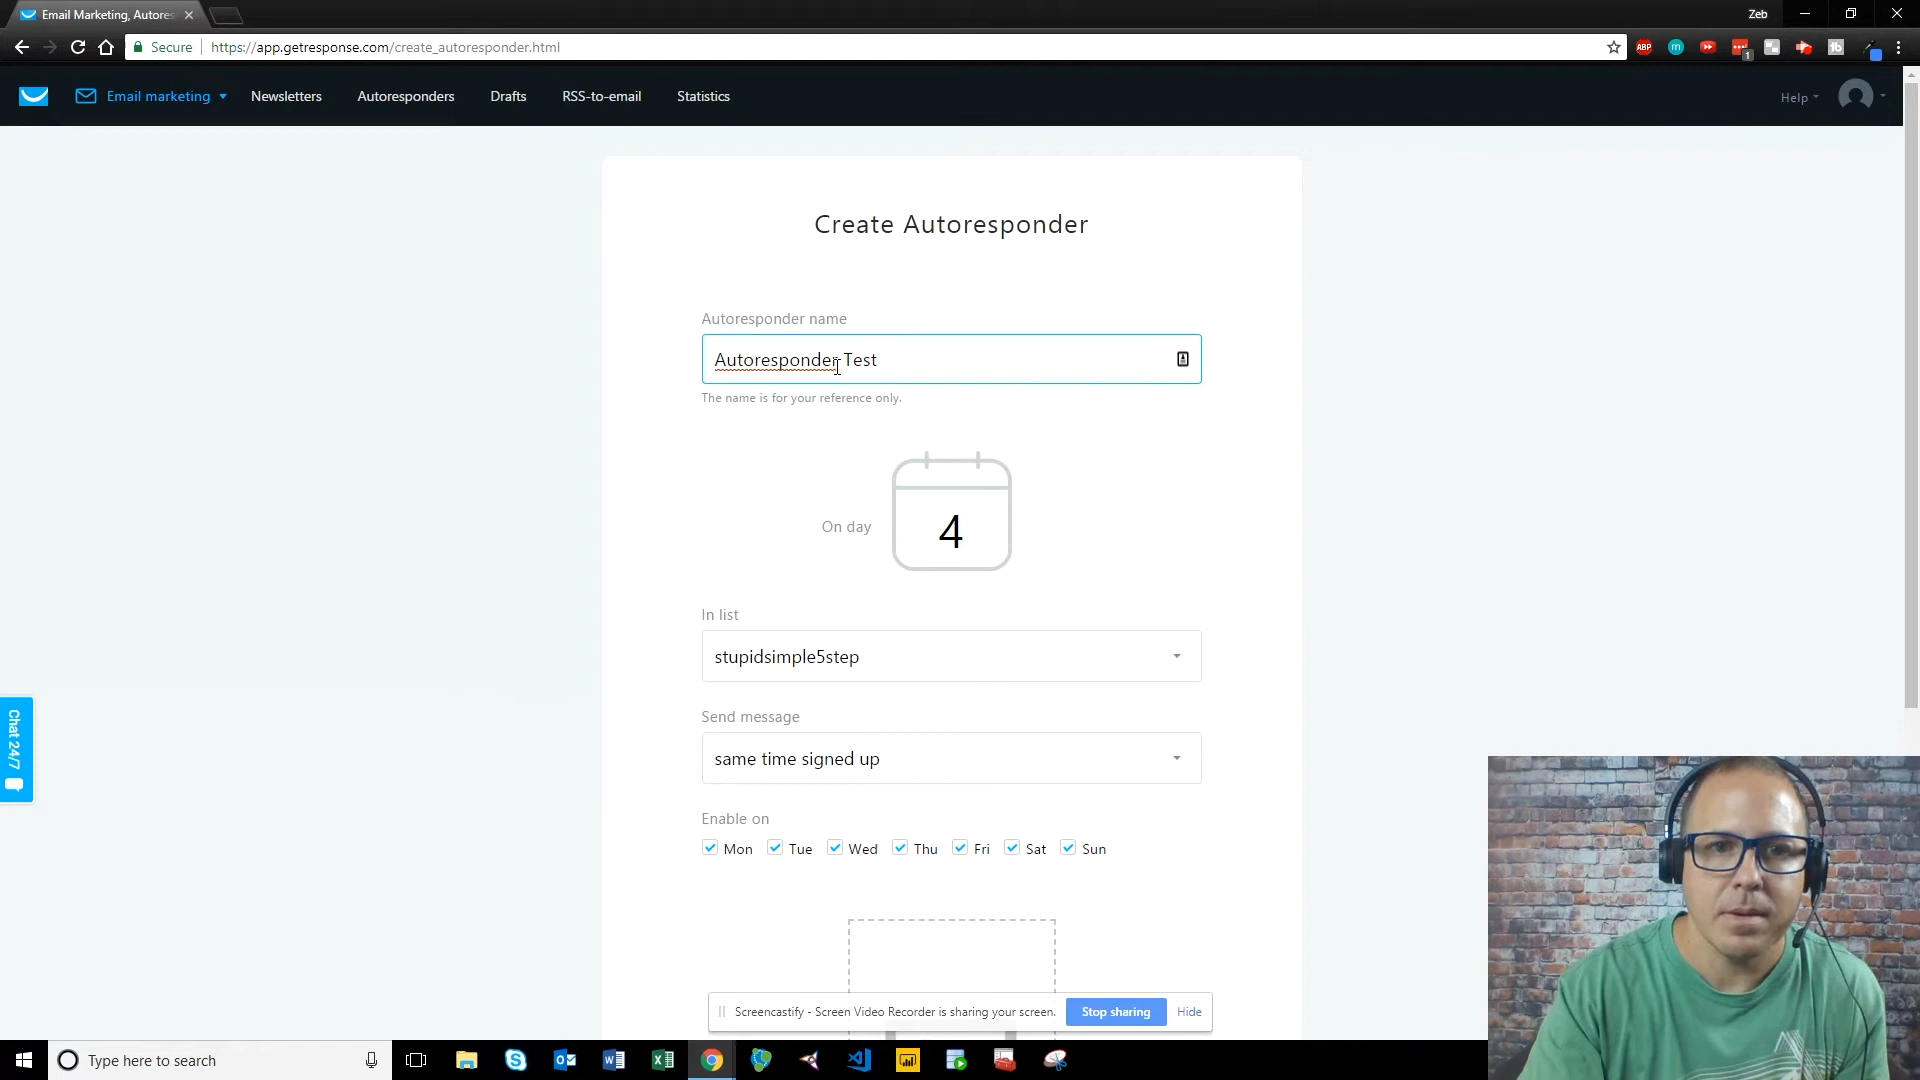 Email Marketing, Autores
Zeb
Secure
https://app.getresponse.com/create_autoresponder.html
ABP
m
1
tb
Email marketing
Newsletters
Autoresponders
Drafts
RSS-to-email
Statistics
Help
Create Autoresponder
Autoresponder name
Autoresponder Test
The name is for your reference only.
On day
4
In list
stupidsimple5step
Send message
same time signed up
Enable on
Mon Tue Wed Thu Fri Sat Sun
Chat 24/7
Screencastify - Screen Video Recorder is sharing your screen.
Stop sharing
Hide
Type here to search